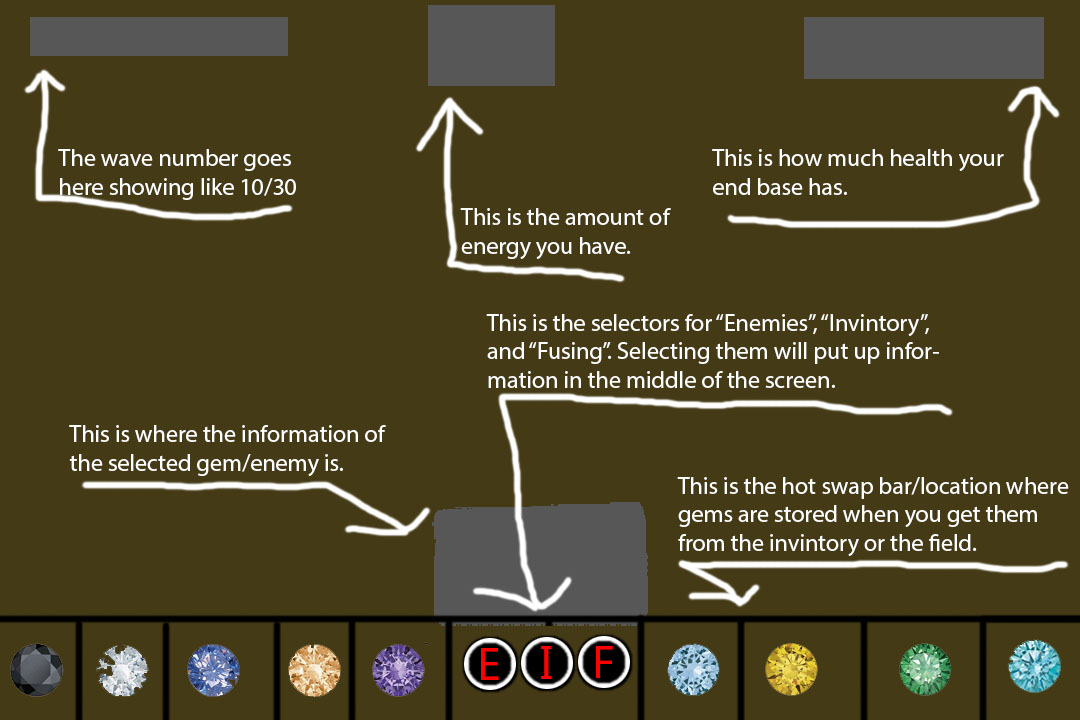 The wave number goes
here showing like 10/30
This is how much health your
end base has.
This is the amount of
energy you have.
This is the selectors for “Enemies”, “Invintory”,
and “Fusing”. Selecting them will put up infor-
mation in the middle of the screen.
This is where the information of
the selected gem/enemy is.
This is the hot swap bar/location where
gems are stored when you get them
from the invintory or the field.
E I F